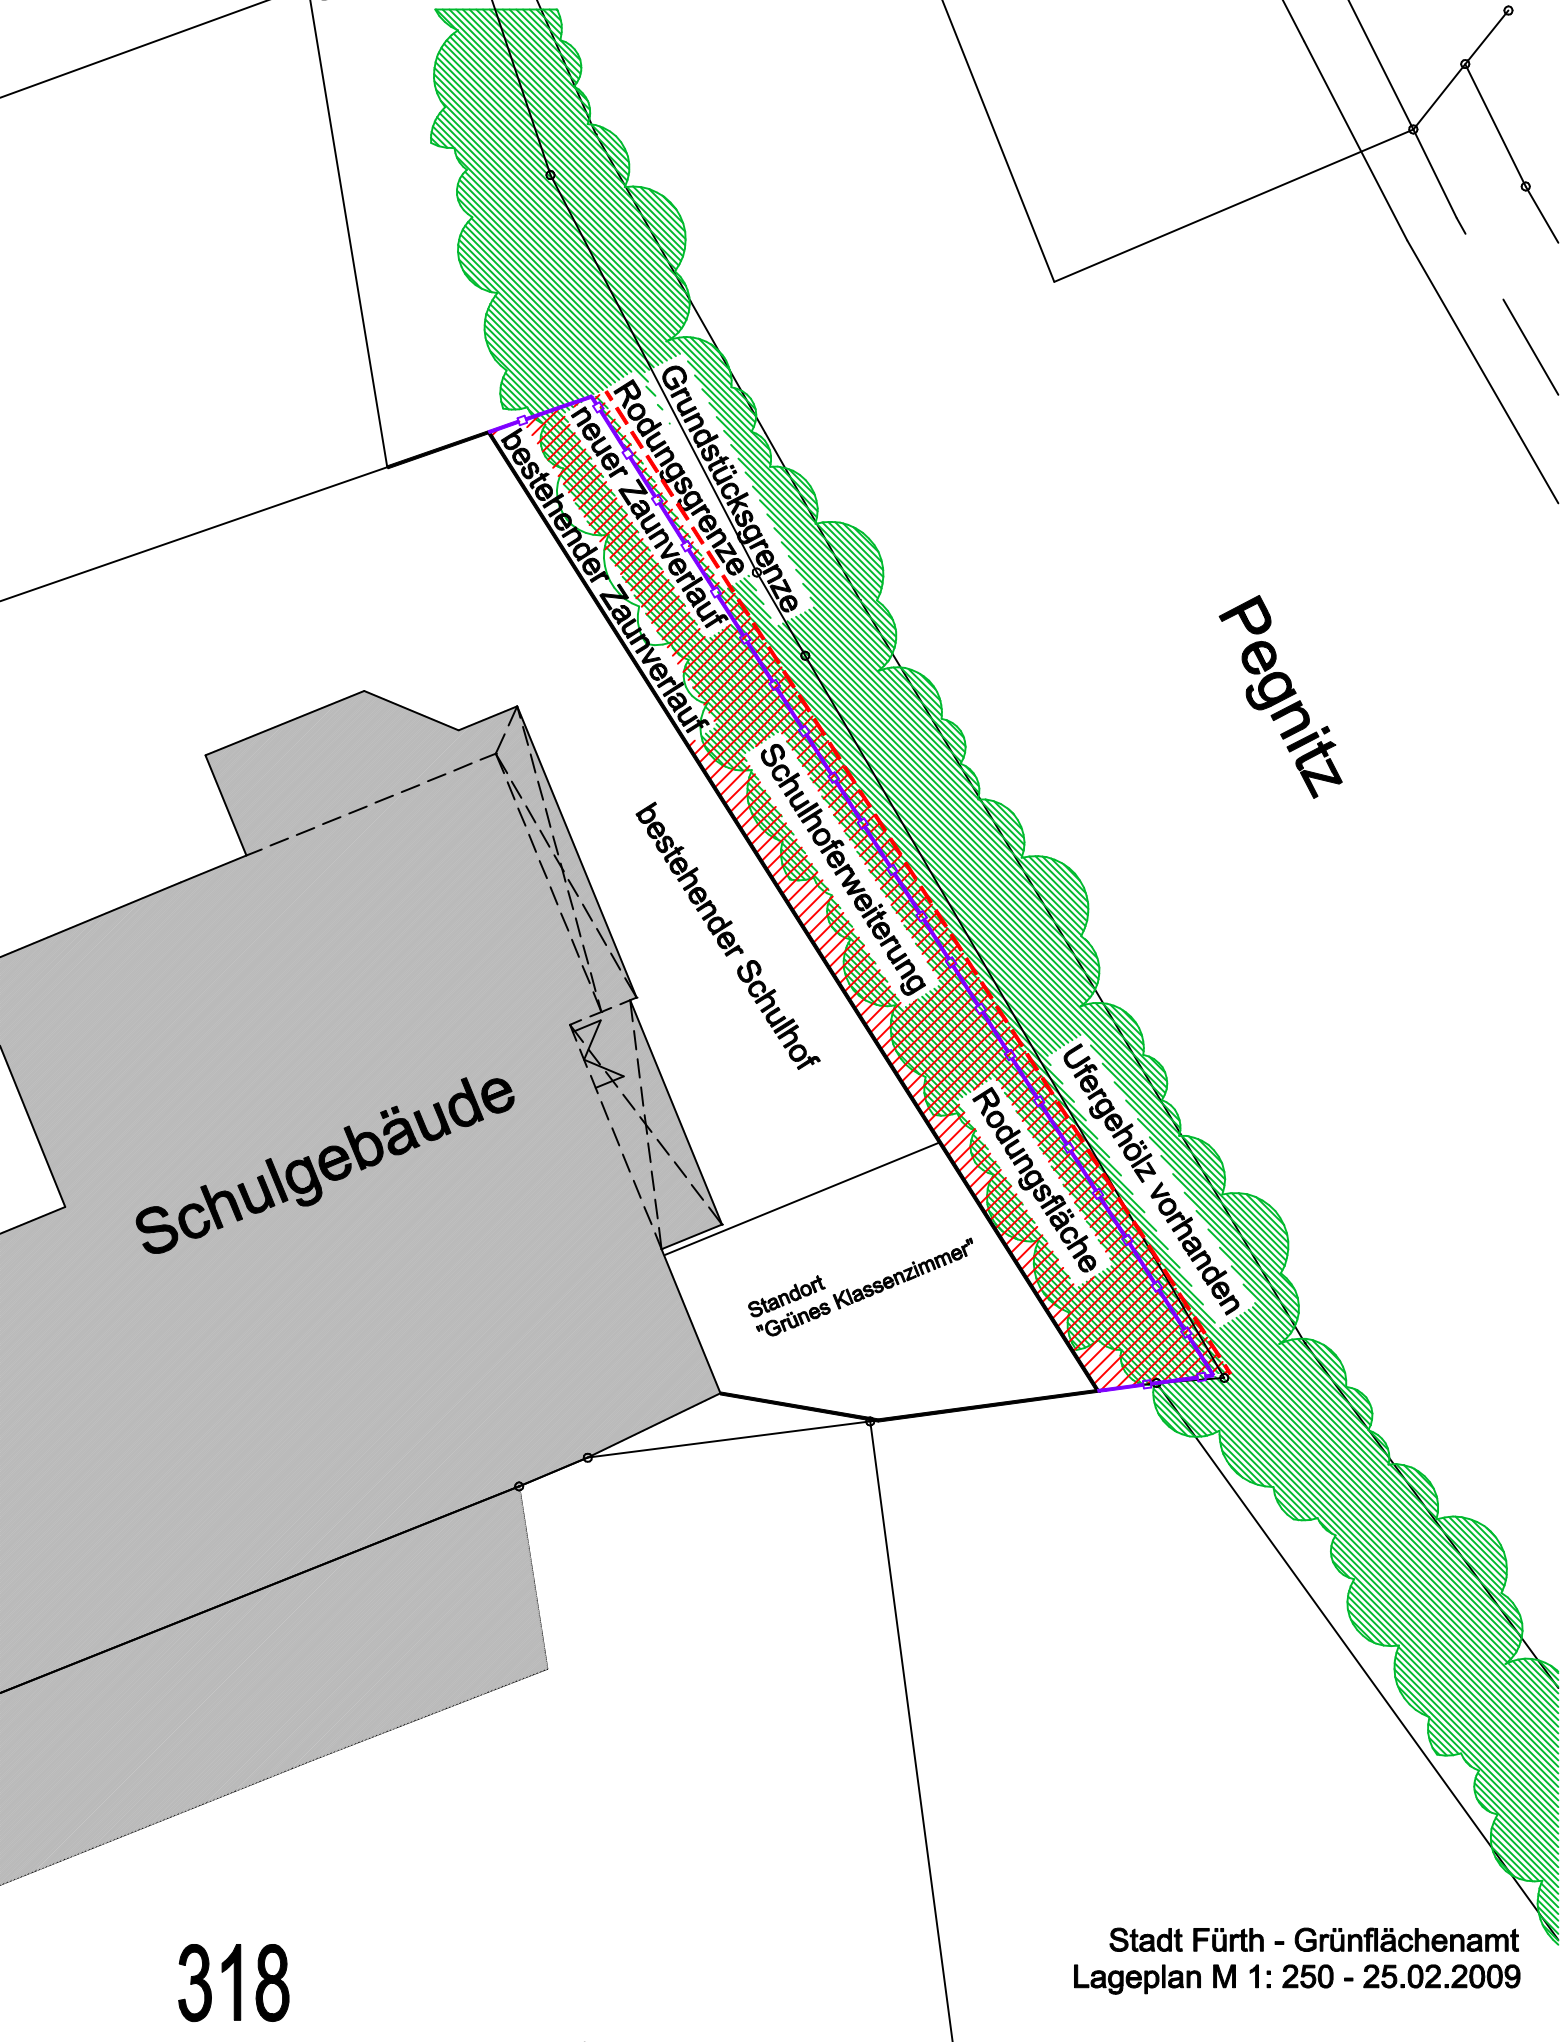 Grundstücksgrenze
Rodungsgrenze
neuer Zaunverlauf
bestehender Zaunverlauf
Pegnitz
Schulhoferweiterung
bestehender Schulhof
Ufergehölz vorhanden
Rodungsfläche
Schulgebäude
Standort
"Grünes Klassenzimmer"
318
Stadt Fürth - Grünflächenamt
Lageplan M 1: 250 - 25.02.2009